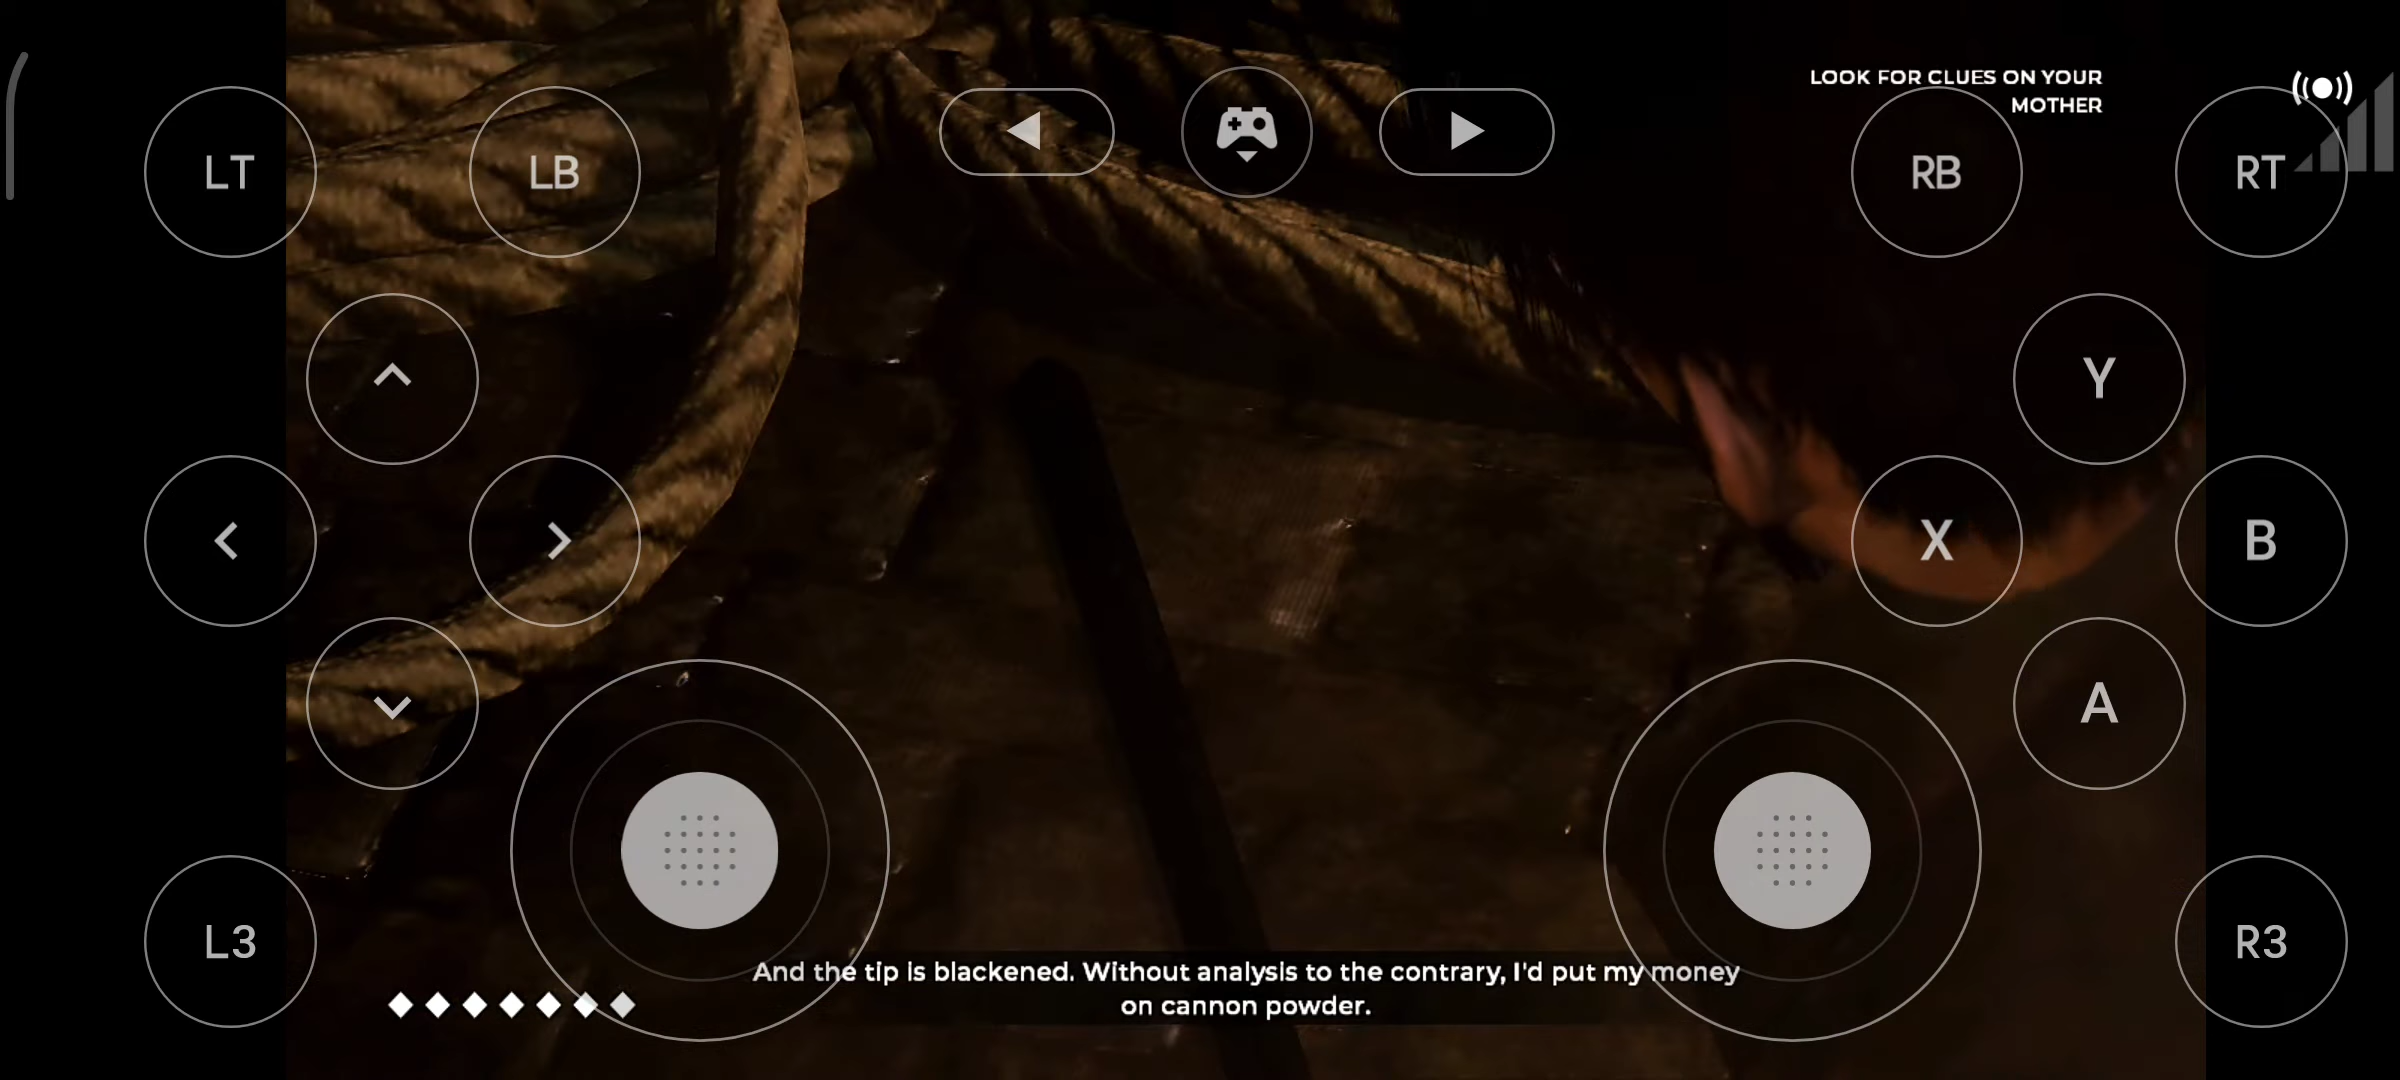 LOOK FOR CLUES ON YOUR
MOTHER
LT
LB
RB
RT
Y
X
B
A
L3
R3
And the tip is blackened. Without analysis to the contrary, I'd put my money
on cannon powder.